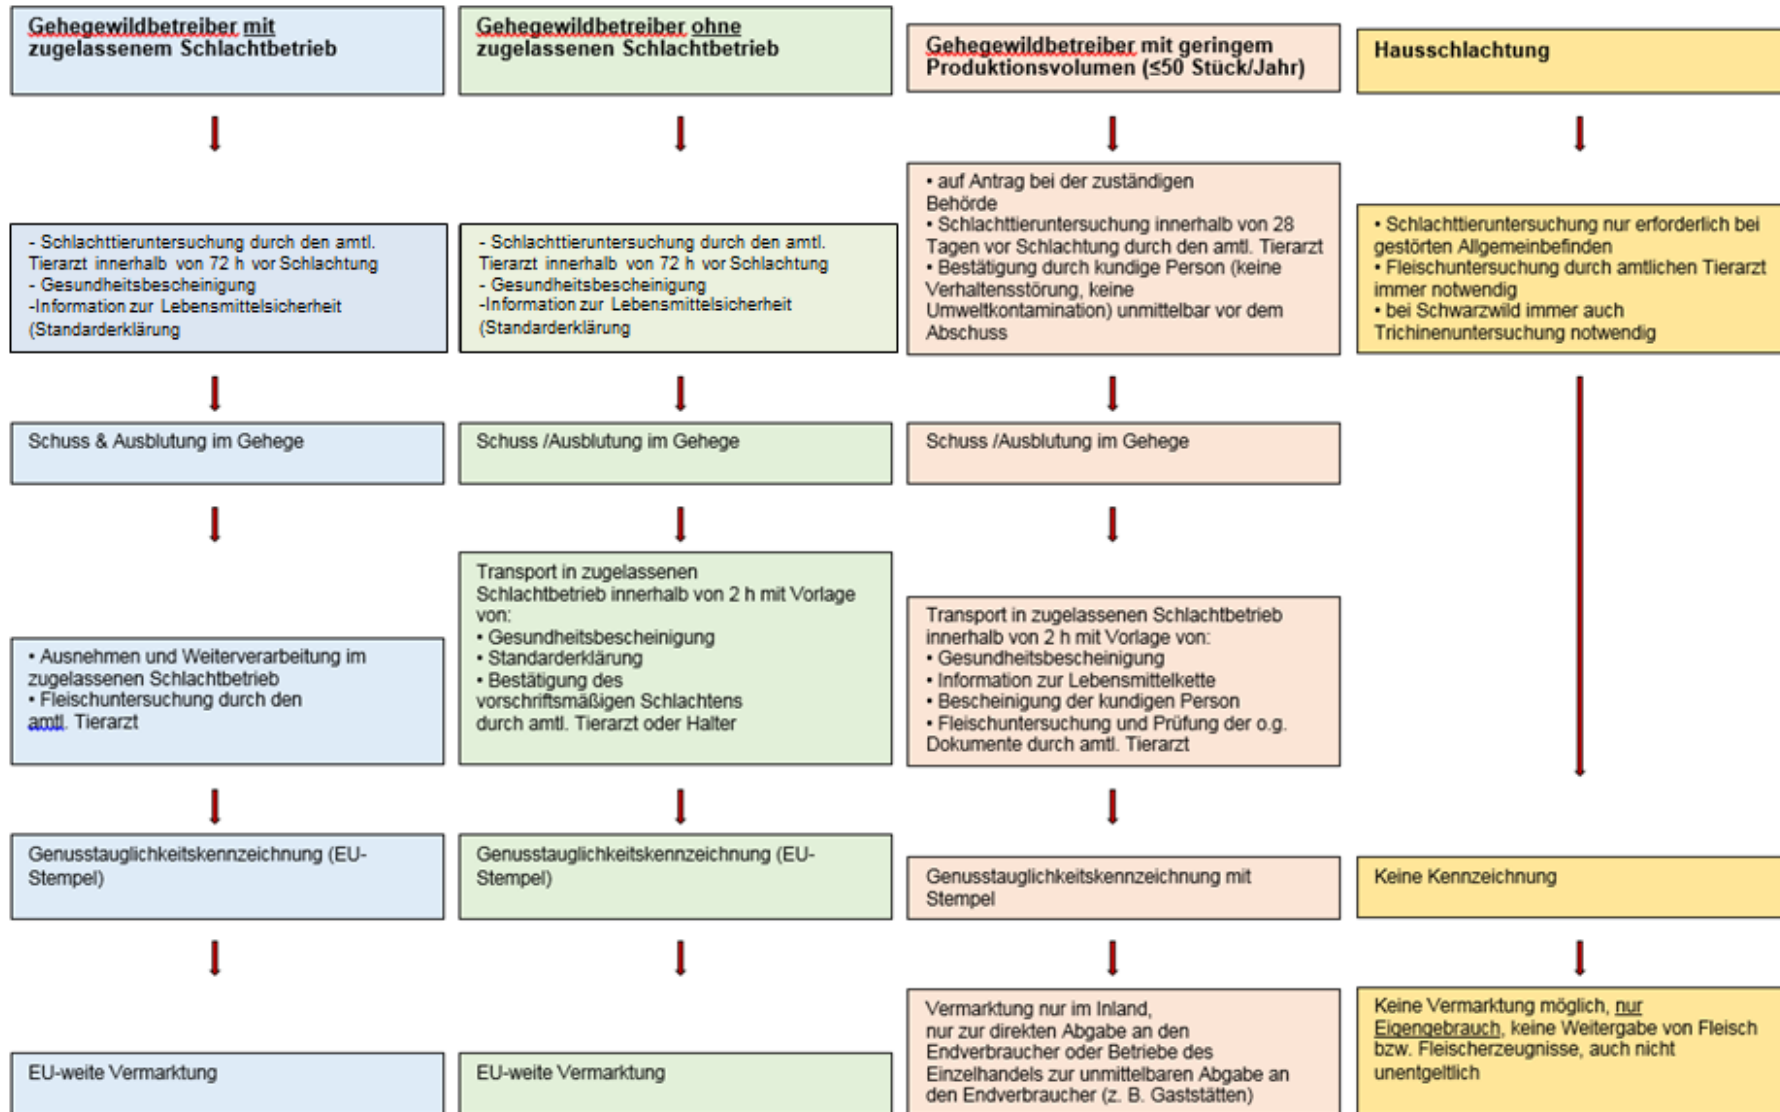 Gehegewildbetreiber mit
zugelassenem Schlachtbetrieb
Gehegewildbetreiber ohne
zugelassenen Schlachtbetrieb
Gehegewildbetreiber mit geringem
Produktionsvolumen (≤50 Stück/Jahr)
Hausschlachtung
- Schlachttieruntersuchung durch den amtl.
Tierarzt innerhalb von 72 h vor Schlachtung
- Gesundheitsbescheinigung
-Information zur Lebensmittelsicherheit
(Standarderklärung
- Schlachttieruntersuchung durch den amtl.
Tierarzt innerhalb von 72 h vor Schlachtung
- Gesundheitsbescheinigung
-Information zur Lebensmittelsicherheit
(Standarderklärung
• auf Antrag bei der zuständigen
Behörde
• Schlachttieruntersuchung innerhalb von 28
Tagen vor Schlachtung durch den amtl. Tierarzt
• Bestätigung durch kundige Person (keine
Verhaltensstörung, keine
Umweltkontamination) unmittelbar vor dem
Abschuss
• Schlachttieruntersuchung nur erforderlich bei
gestörten Allgemeinbefinden
• Fleischuntersuchung durch amtlichen Tierarzt
immer notwendig
• bei Schwarzwild immer auch
Trichinenuntersuchung notwendig
Schuss & Ausblutung im Gehege
Schuss /Ausblutung im Gehege
Schuss /Ausblutung im Gehege
• Ausnehmen und Weiterverarbeitung im
zugelassenen Schlachtbetrieb
• Fleischuntersuchung durch den
amtl. Tierarzt
Transport in zugelassenen
Schlachtbetrieb innerhalb von 2 h mit Vorlage
von:
• Gesundheitsbescheinigung
• Standarderklärung
• Bestätigung des
vorschriftsmäßigen Schlachtens
durch amtl. Tierarzt oder Halter
Transport in zugelassenen Schlachtbetrieb
innerhalb von 2 h mit Vorlage von:
• Gesundheitsbescheinigung
• Information zur Lebensmittelkette
• Bescheinigung der kundigen Person
• Fleischuntersuchung und Prüfung der o.g.
Dokumente durch amtl. Tierarzt
Genusstauglichkeitskennzeichnung (EU-
Stempel)
Genusstauglichkeitskennzeichnung (EU-
Stempel)
Genusstauglichkeitskennzeichnung mit
Stempel
Keine Kennzeichnung
EU-weite Vermarktung
EU-weite Vermarktung
Vermarktung nur im Inland,
nur zur direkten Abgabe an den
Endverbraucher oder Betriebe des
Einzelhandels zur unmittelbaren Abgabe an
den Endverbraucher (z. B. Gaststätten)
Keine Vermarktung möglich, nur
Eigengebrauch, keine Weitergabe von Fleisch
bzw. Fleischerzeugnisse, auch nicht
unentgeltlich